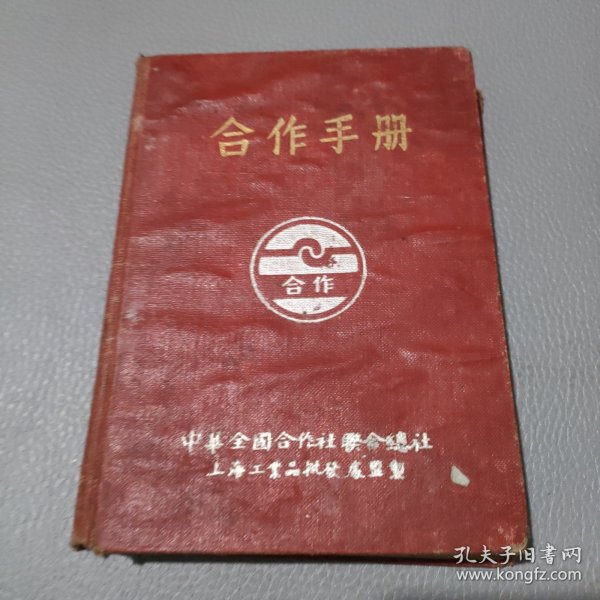 合作手册
合作
中華全國合作社聯合總社
上海工業品批發處監製
孔夫子旧書网
www.kongfz.com